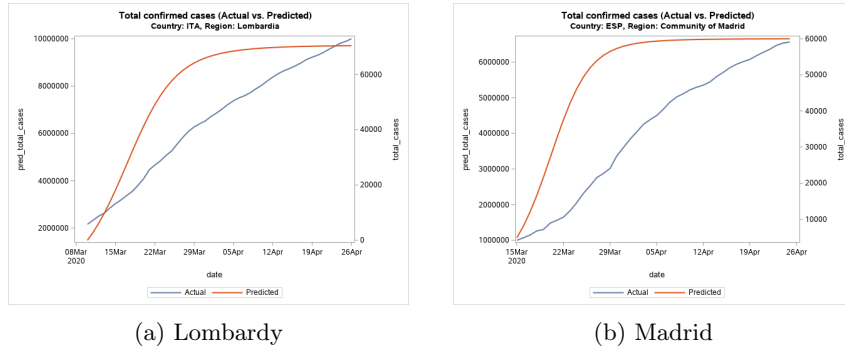 Total confirmed cases (Actual vs. Predicted)
Country: ITA, Region: Lombardia
10000000
8000000
6000000
4000000
2000000
pred_total_cases
60000
40000
20000
0
total_cases
08Mar 15Mar 22Mar 29Mar 05Apr 12Apr 19Apr 26Apr
2020
date
Actual Predicted
(a) Lombardy
Total confirmed cases (Actual vs. Predicted)
Country: ESP, Region: Community of Madrid
6000000
5000000
4000000
3000000
2000000
1000000
pred_total_cases
60000
50000
40000
30000
20000
10000
total_cases
15Mar 22Mar 29Mar 05Apr 12Apr 19Apr 26Apr
2020
date
Actual Predicted
(b) Madrid